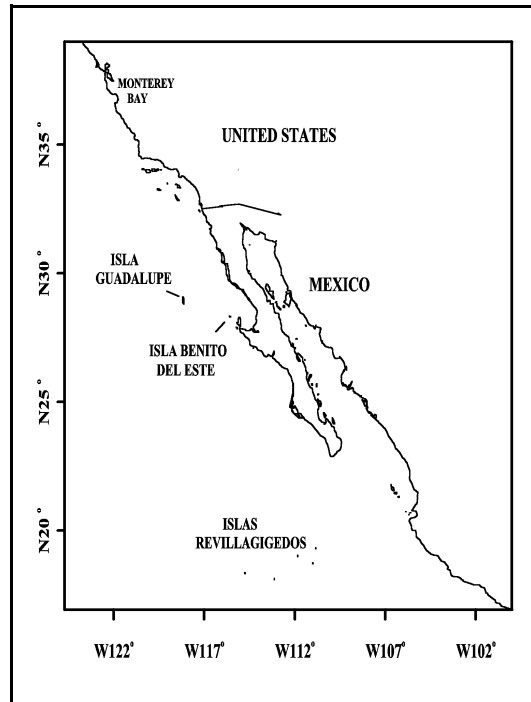 MONTEREY
BAY
UNITED STATES
N35°
ISLA
GUADALUPE
N30°
MEXICO
ISLA BENITO
DEL ESTE
N25°
ISLAS
REVILLAGIGEDOS
N20°
W122° W117° W112° W107° W102°